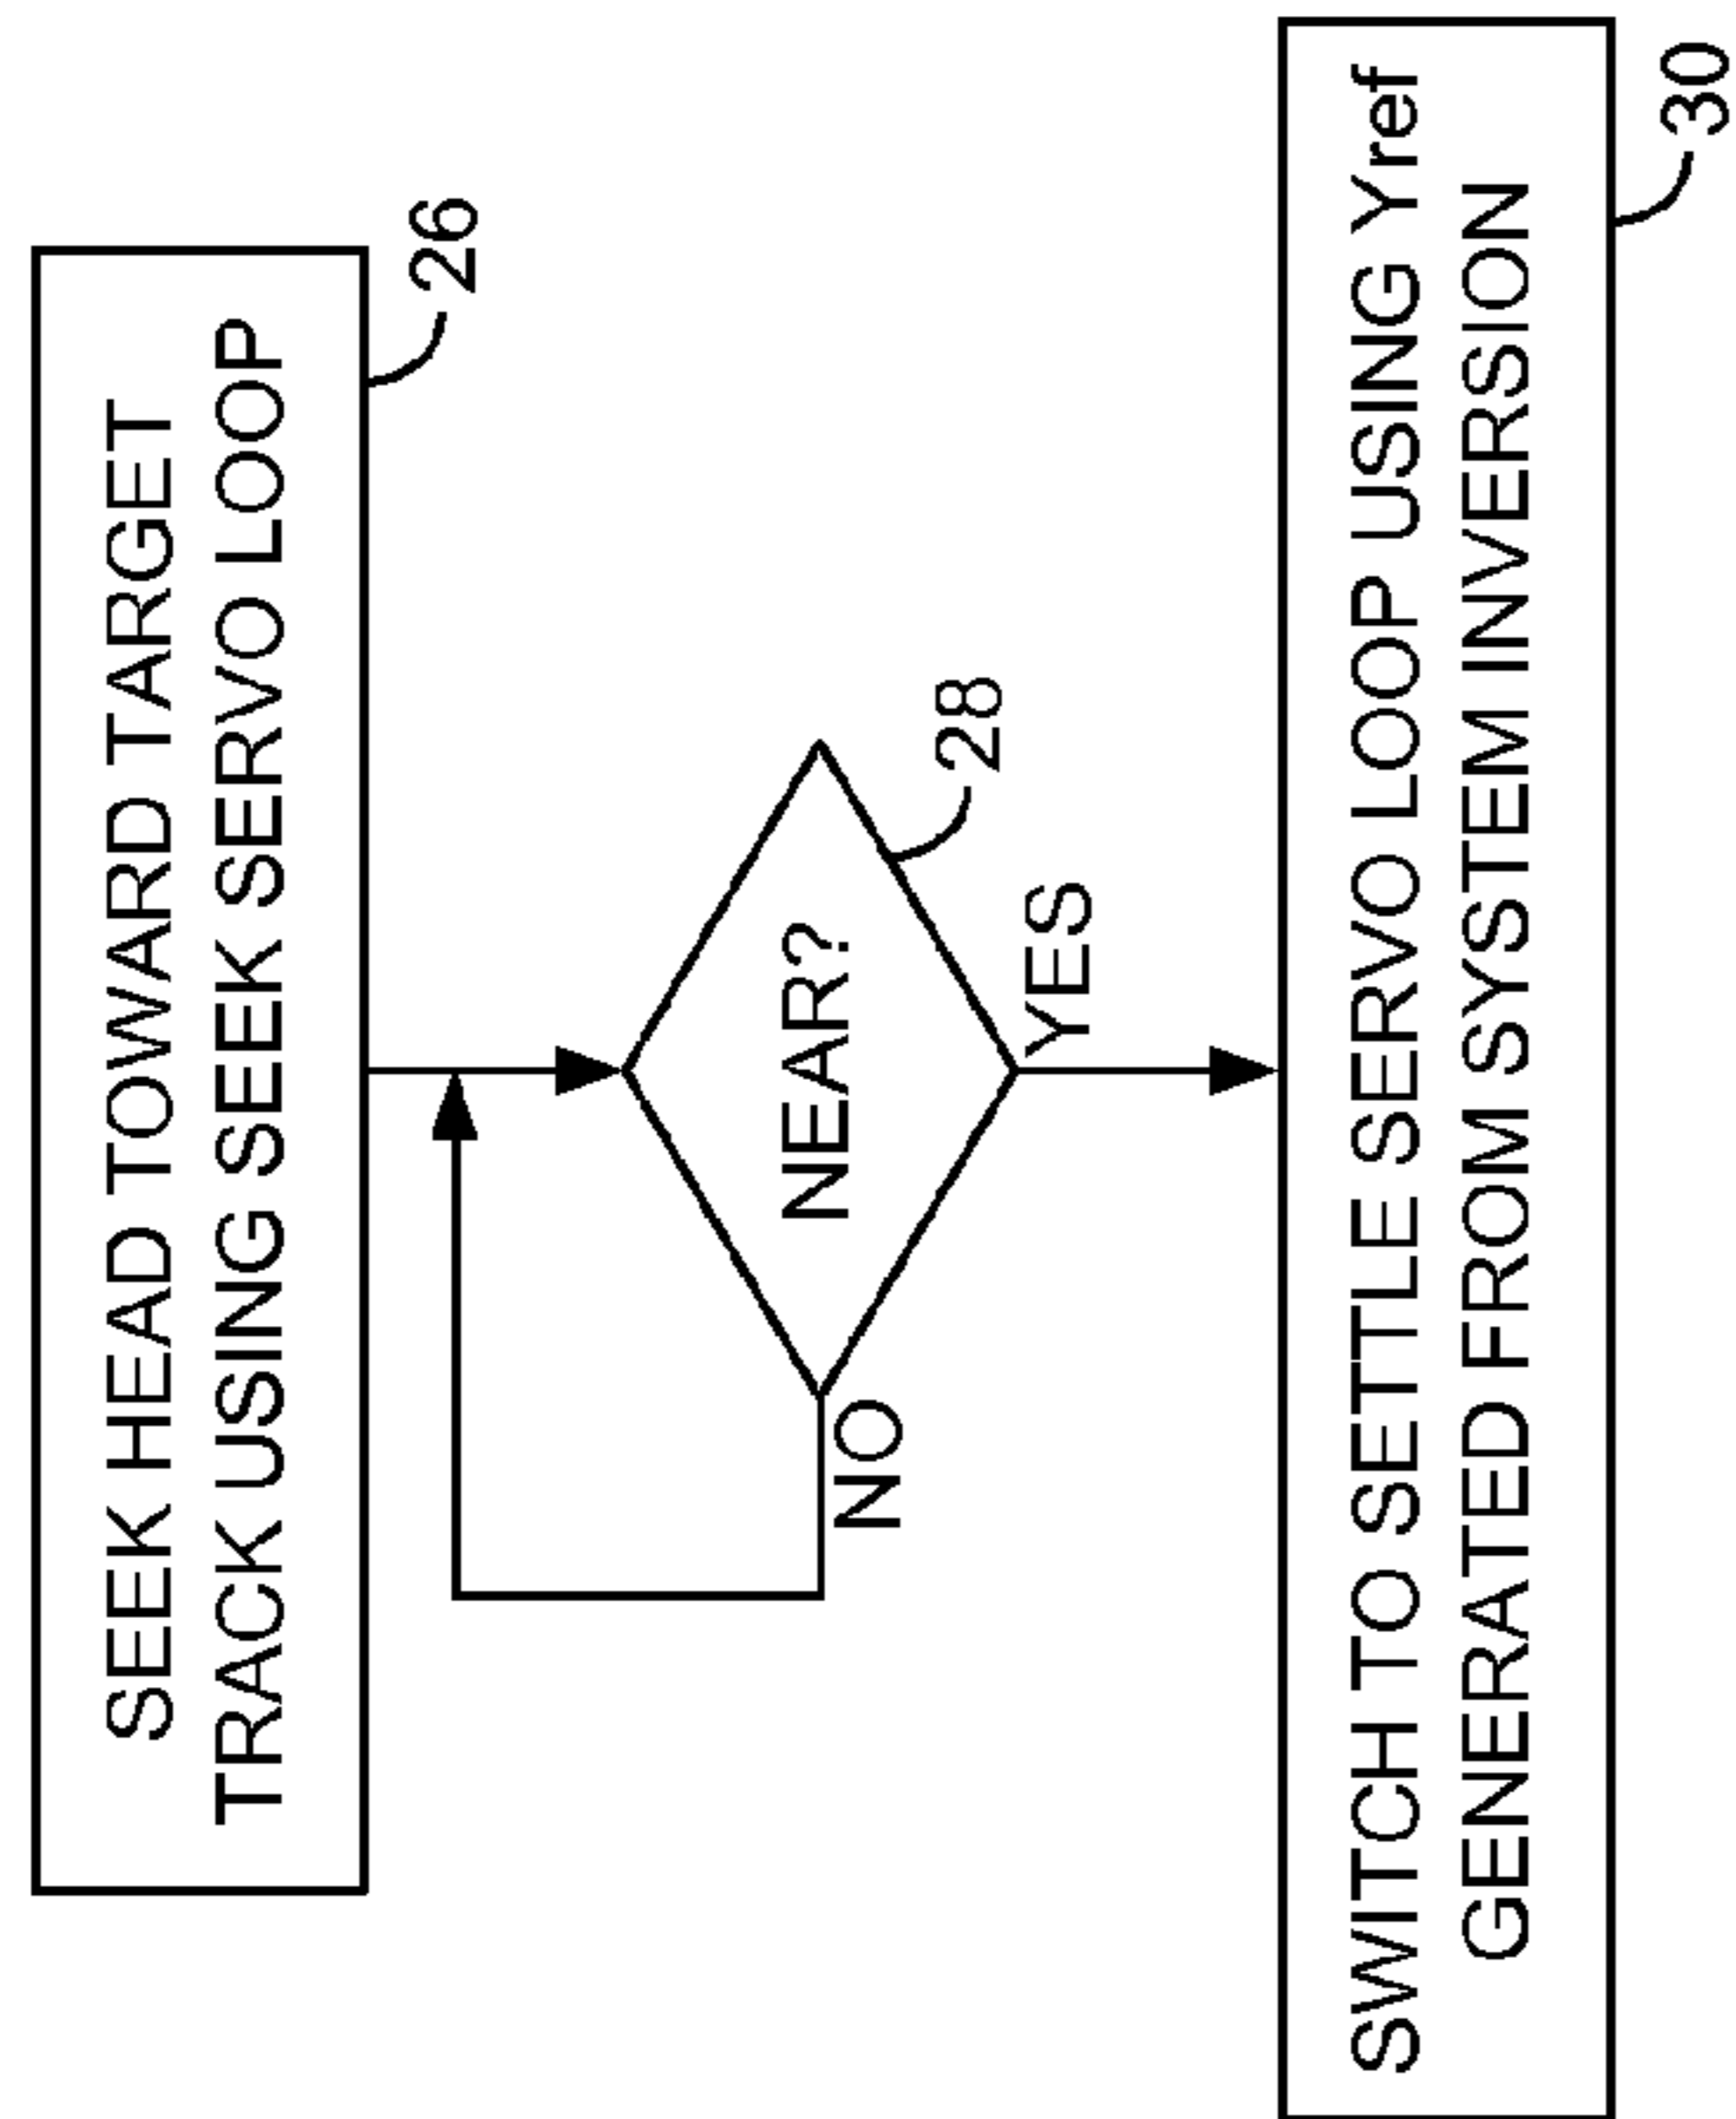 SEEK HEAD TOWARD TARGET
TRACK USING SEEK SERVO LOOP
26
NEAR?
28
NO
YES
SWITCH TO SETTLE SERVO LOOP USING Yref
GENERATED FROM SYSTEM INVERSION
30